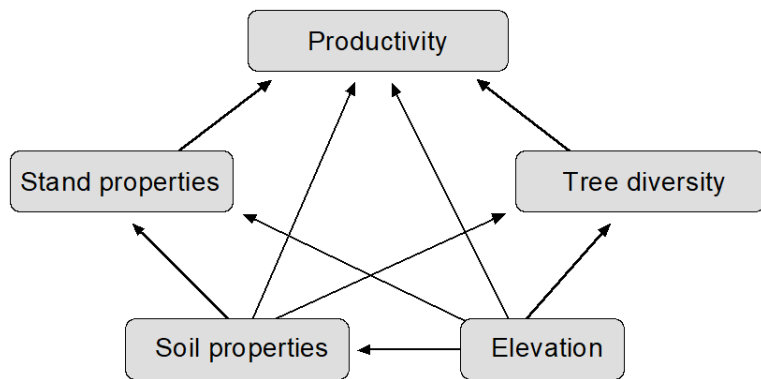 Productivity
Stand properties
Tree diversity
Soil properties
Elevation